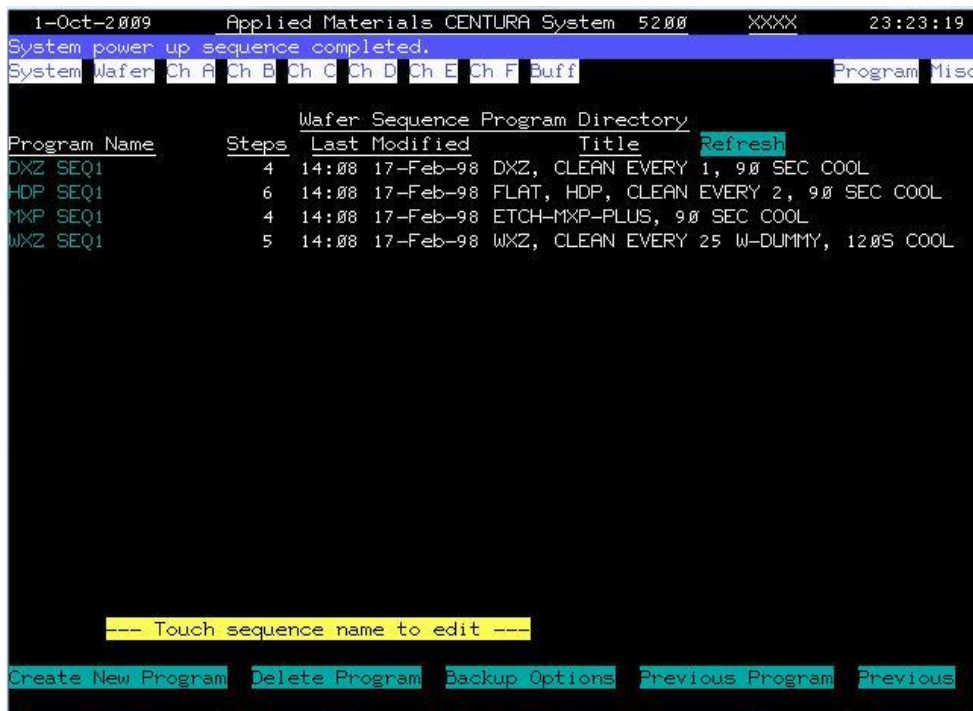 1-Oct-2009 Applied Materials CENTURA System 5200 XXXX 23:23:19
System power up sequence completed.
System Wafer Ch A Ch B Ch C Ch D Ch E Ch F Buff Program Misc
Wafer Sequence Program Directory
Program Name Steps Last Modified Title Refresh
DXZ SEQ1 4 14:08 17-Feb-98 DXZ, CLEAN EVERY 1, 90 SEC COOL
HDP SEQ1 6 14:08 17-Feb-98 FLAT, HDP, CLEAN EVERY 2, 90 SEC COOL
MXP SEQ1 4 14:08 17-Feb-98 ETCH-MXP-PLUS, 90 SEC COOL
WXZ SEQ1 5 14:08 17-Feb-98 WXZ, CLEAN EVERY 25 W-DUMMY, 120S COOL
--- Touch sequence name to edit ---
Create New Program Delete Program Backup Options Previous Program Previous